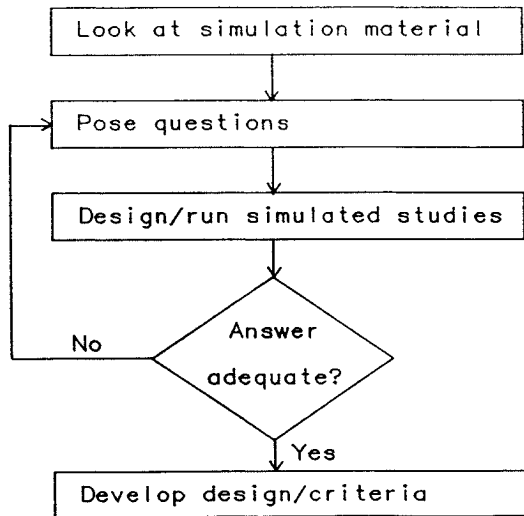 Look at simulation material
Pose questions
Design/run simulated studies
Answer
adequate?
No
Yes
Develop design/criteria